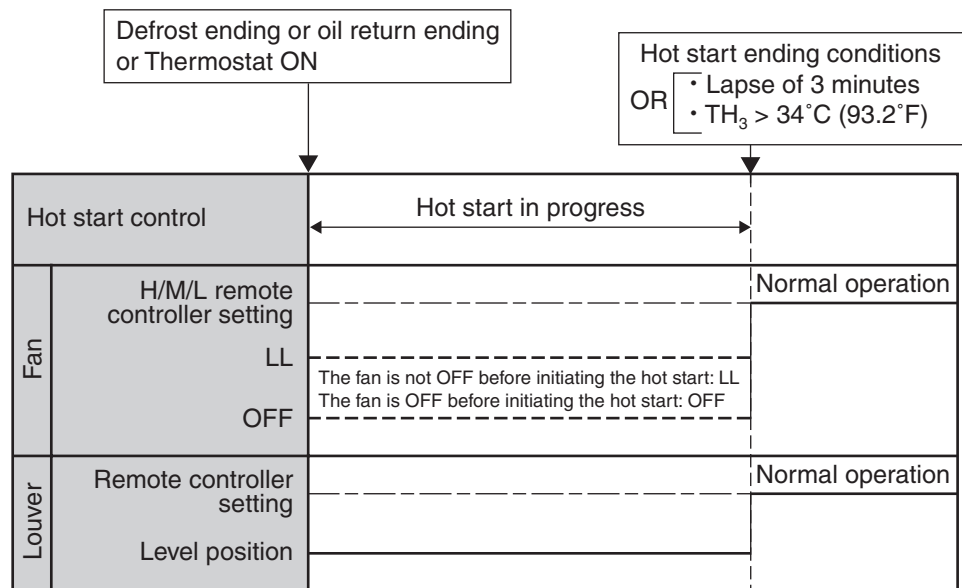 Defrost ending or oil return ending
or Thermostat ON
Hot start ending conditions
OR
・Lapse of 3 minutes
・TH₃ > 34˚C (93.2˚F)
Hot start control
Hot start in progress
Fan
H/M/L remote
controller setting
Normal operation
LL
The fan is not OFF before initiating the hot start: LL
The fan is OFF before initiating the hot start: OFF
OFF
Louver
Remote controller
setting
Normal operation
Level position